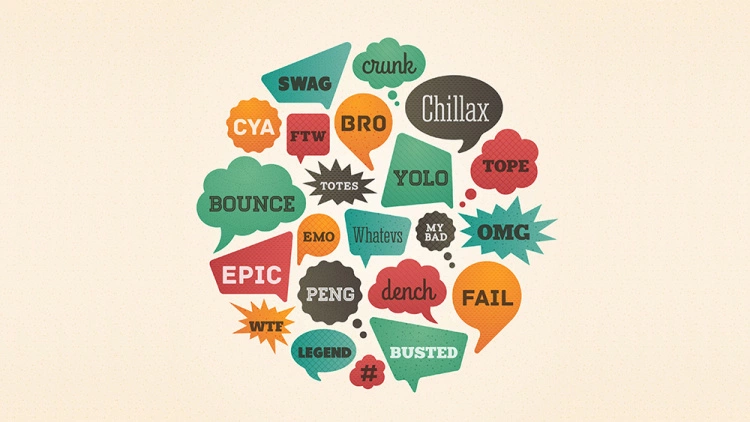 SWAG
crunk
Chillax
CYA
FTW
BRO
TOPE
YOLO
TOTES
BOUNCE
EMO
Whatevs
MY
BAD
OMG
EPIC
PENG
dench
FAIL
WTF
LEGEND
#
BUSTED